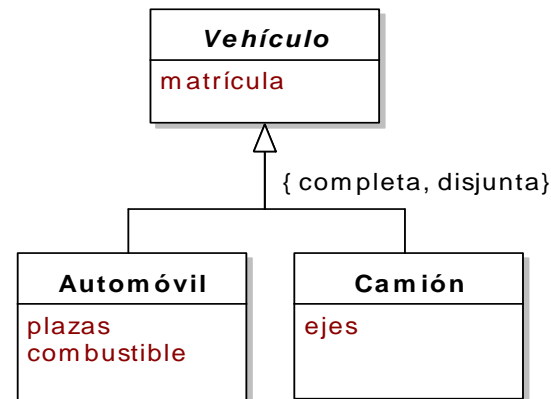 Vehículo
matrícula
{ completa, disjunta}
Automóvil
plazas
combustible
Camión
ejes